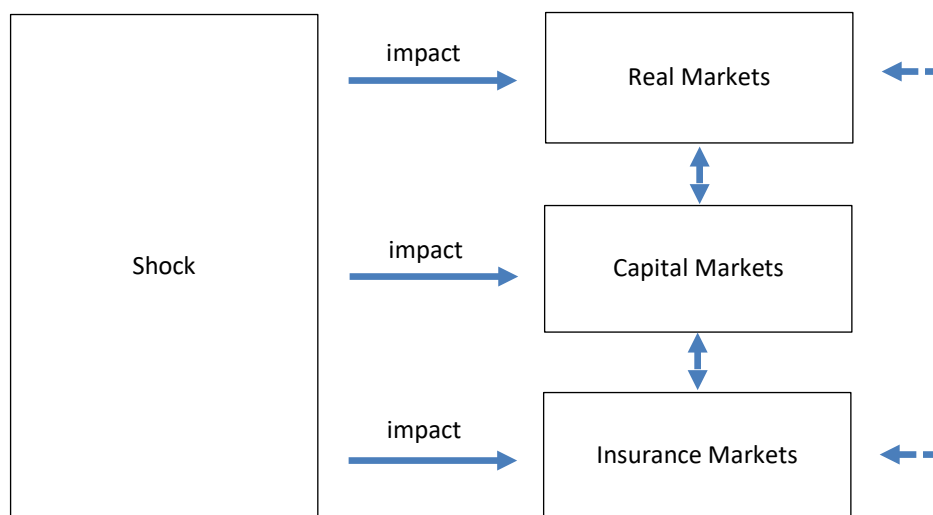 impact
Real Markets
Shock
impact
Capital Markets
impact
Insurance Markets